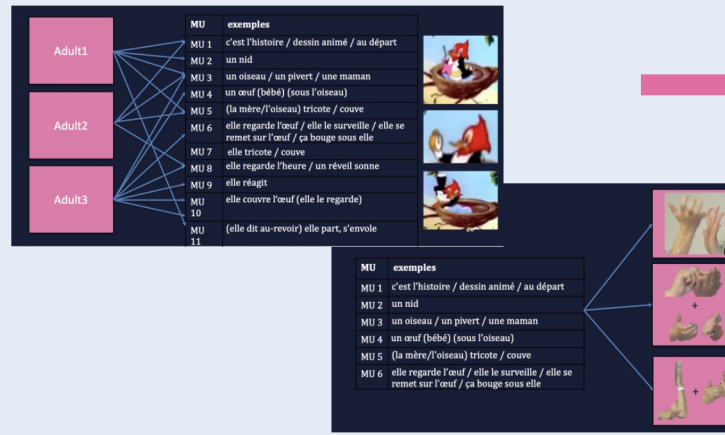 Adult1
Adult2
Adult3
MU exemples
MU 1 c'est l'histoire / dessin animé / au départ
MU 2 un nid
MU 3 un oiseau / un pivert / une maman
MU 4 un œuf (bébé) (sous l'oiseau)
MU 5 (la mère/l'oiseau) tricote / couve
MU 6 elle regarde l'œuf / elle le surveille / elle se
remet sur l'œuf / ça bouge sous elle
MU 7 elle tricote / couve
MU 8 elle regarde l'heure / un réveil sonne
MU 9 elle réagit
MU elle couvre l'œuf (elle le regarde)
10
MU (elle dit au-revoir) elle part, s'envole
11
MU exemples
MU 1 c'est l'histoire / dessin animé / au départ
MU 2 un nid
MU 3 un oiseau / un pivert / une maman
MU 4 un œuf (bébé) (sous l'oiseau)
MU 5 (la mère/l'oiseau) tricote / couve
MU 6 elle regarde l'œuf / elle le surveille / elle se
remet sur l'œuf / ça bouge sous elle
+
+